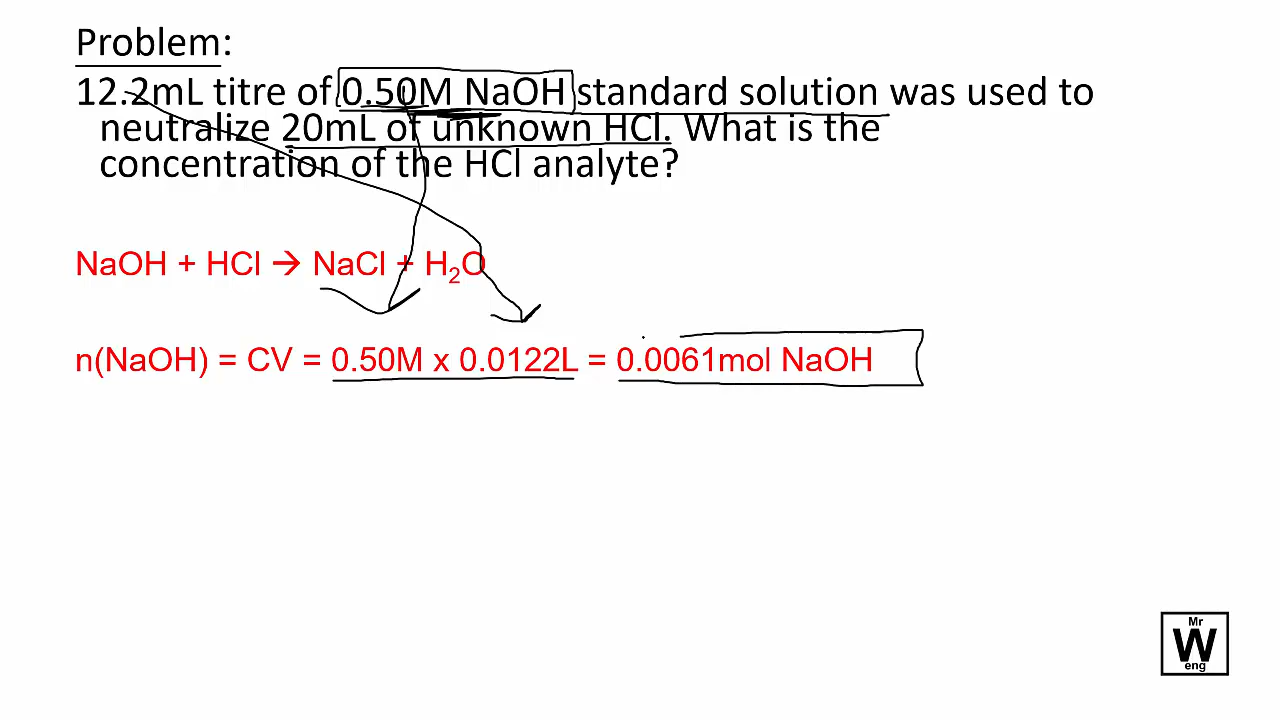 Problem:
12.2mL titre of 0.50M NaOH standard solution was used to
neutralize 20mL of unknown HCl. What is the
concentration of the HCl analyte?
NaOH + HCl → NaCl + H₂O
n(NaOH) = CV = 0.50M x 0.0122L = 0.0061mol NaOH
Mr
W
eng